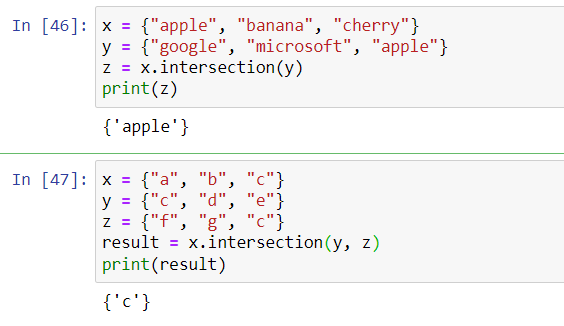 In [46]: x = {"apple", "banana", "cherry"}
y = {"google", "microsoft", "apple"}
z = x.intersection(y)
print(z)
{'apple'}
In [47]: x = {"a", "b", "c"}
y = {"c", "d", "e"}
z = {"f", "g", "c"}
result = x.intersection(y, z)
print(result)
{'c'}